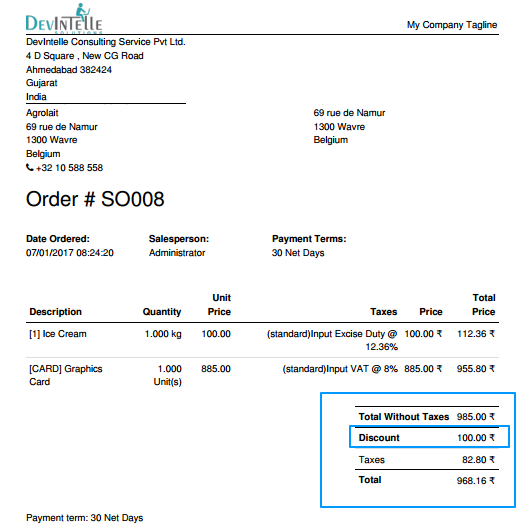 DEVINTELLE
SOLUTIONS
My Company Tagline
DevIntelle Consulting Service Pvt Ltd.
4 D Square , New CG Road
Ahmedabad 382424
Gujarat
India
Agrolait
69 rue de Namur
1300 Wavre
Belgium
+32 10 588 558
69 rue de Namur
1300 Wavre
Belgium
Order # SO008
Date Ordered: Salesperson: Payment Terms:
07/01/2017 08:24:20 Administrator 30 Net Days
Description Quantity Unit Price Taxes Price Total Price
[1] Ice Cream 1.000 kg 100.00 (standard)Input Excise Duty @ 100.00 ₹ 112.36 ₹
12.36%
[CARD] Graphics 1.000 885.00 (standard)Input VAT @ 8% 885.00 ₹ 955.80 ₹
Card Unit(s)
Total Without Taxes 985.00 ₹
Discount 100.00 ₹
Taxes 82.80 ₹
Total 968.16 ₹
Payment term: 30 Net Days